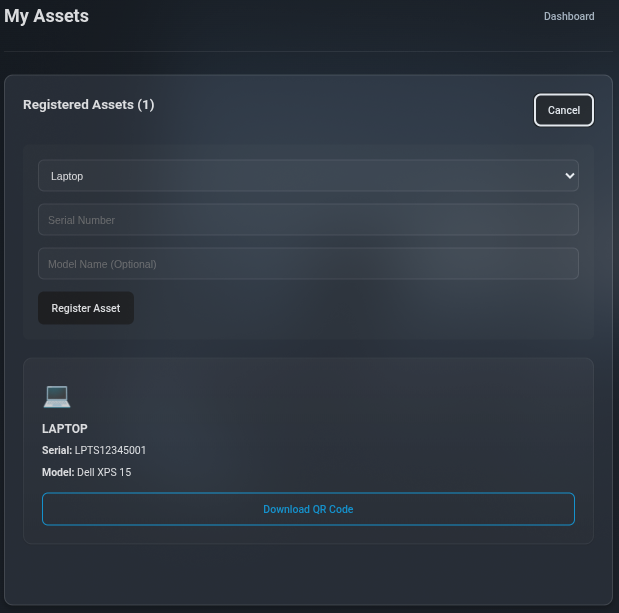 My Assets
Dashboard
Registered Assets (1)
Cancel
Laptop
Serial Number
Model Name (Optional)
Register Asset
LAPTOP
Serial: LPTS12345001
Model: Dell XPS 15
Download QR Code